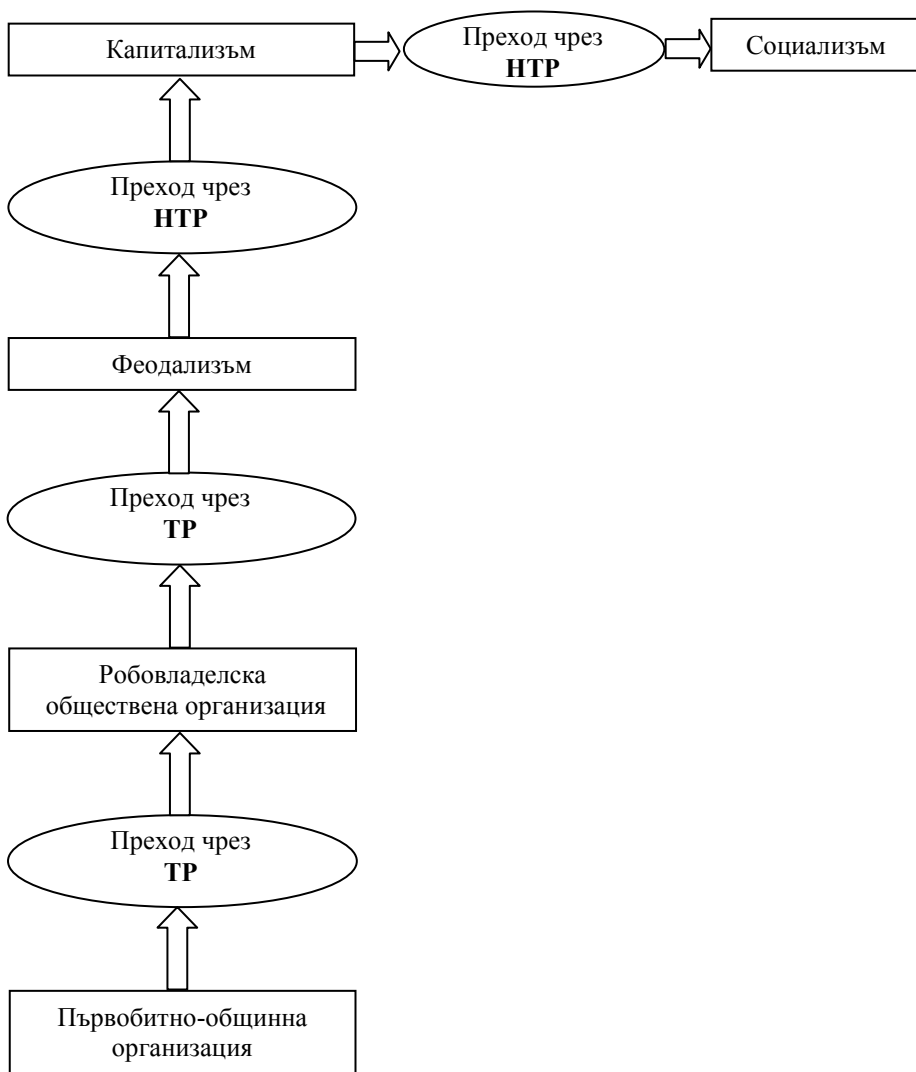 Капитализъм
Преход чрез
НТР
Социализъм
Преход чрез
НТР
Феодализъм
Преход чрез
ТР
Робовладелска
обществена организация
Преход чрез
ТР
Първобитно-общинна
организация